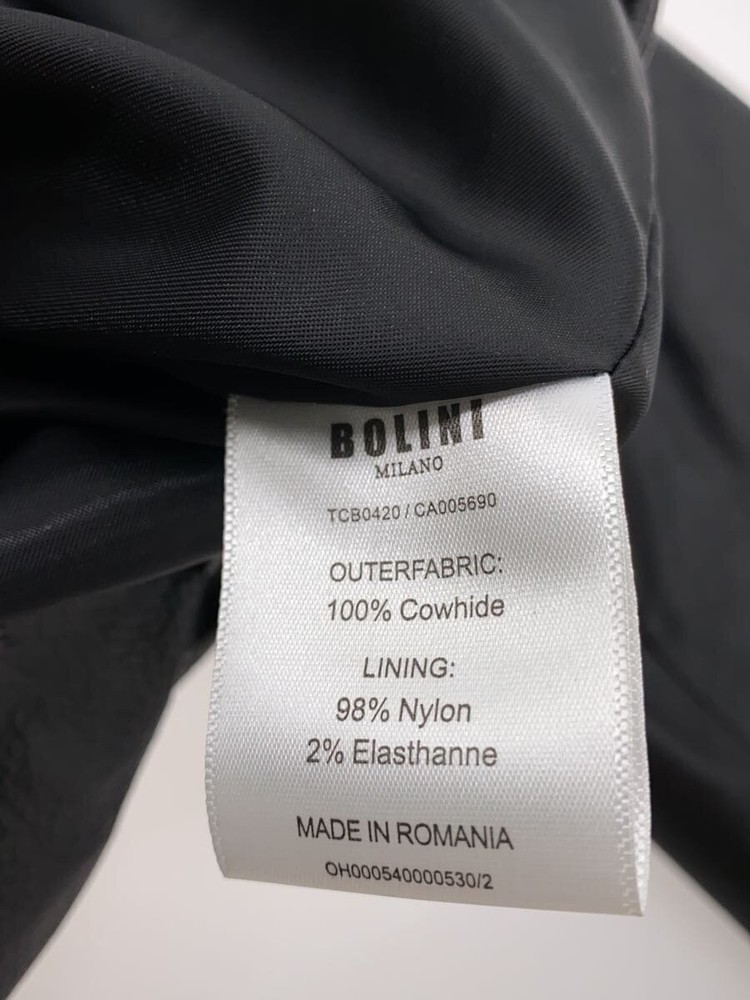 BOLINI
MILANO
TCB0420 / CA005690
OUTERFABRIC:
100% Cowhide
LINING:
98% Nylon
2% Elasthanne
MADE IN ROMANIA
OH000540000530/2